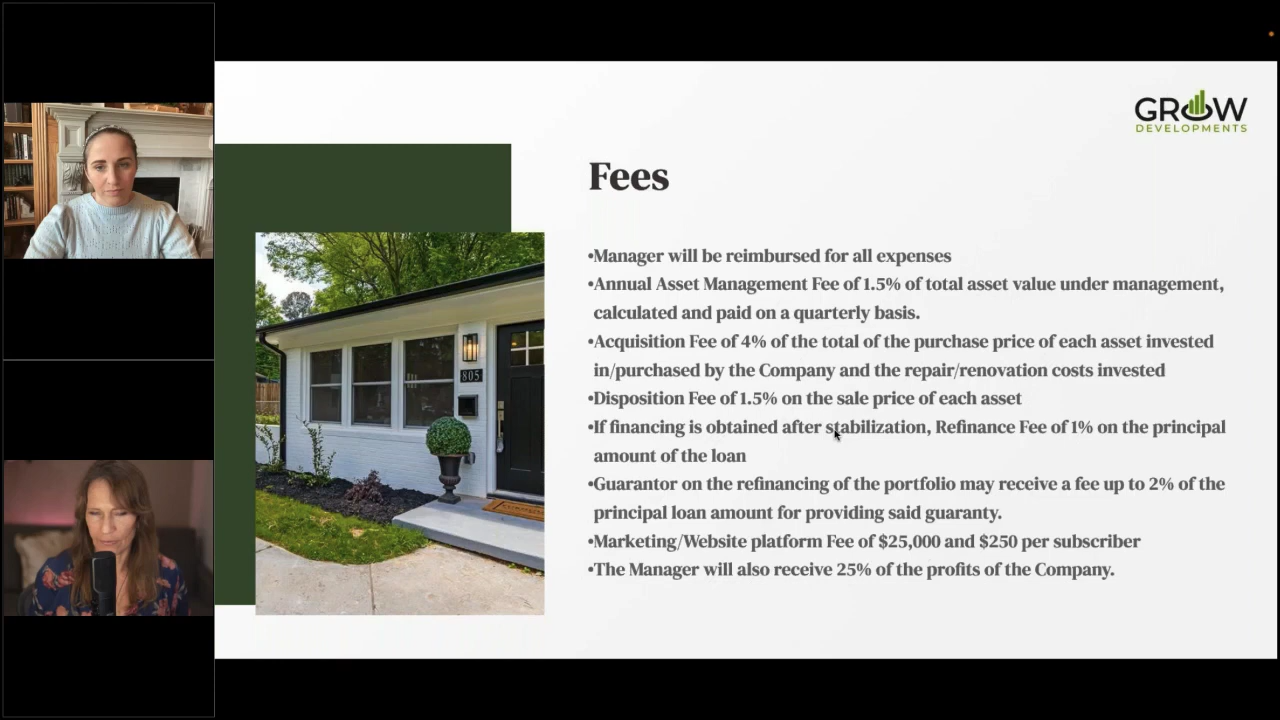 GROW
DEVELOPMENTS
Fees
•Manager will be reimbursed for all expenses
•Annual Asset Management Fee of 1.5% of total asset value under management,
calculated and paid on a quarterly basis.
•Acquisition Fee of 4% of the total of the purchase price of each asset invested
in/purchased by the Company and the repair/renovation costs invested
•Disposition Fee of 1.5% on the sale price of each asset
•If financing is obtained after stabilization, Refinance Fee of 1% on the principal
amount of the loan
•Guarantor on the refinancing of the portfolio may receive a fee up to 2% of the
principal loan amount for providing said guaranty.
•Marketing/Website platform Fee of $25,000 and $250 per subscriber
•The Manager will also receive 25% of the profits of the Company.
805